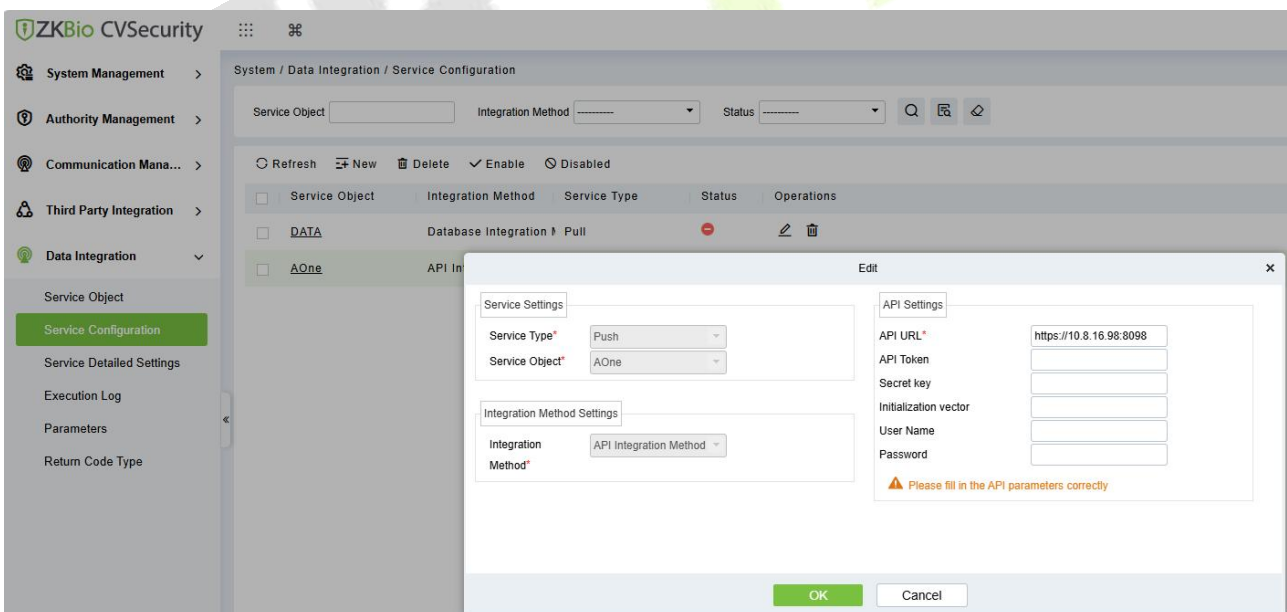 ZKBio CVSecurity
System Management
Authority Management
Communication Mana...
Third Party Integration
Data Integration
Service Object
Service Configuration
Service Detailed Settings
Execution Log
Parameters
Return Code Type
System / Data Integration / Service Configuration
Service Object
Integration Method ----------
Status ----------
Refresh New Delete Enable Disabled
Service Object Integration Method Service Type Status Operations
DATA Database Integration Pull
AOne API In
Edit
Service Settings
Service Type* Push
Service Object* AOne
Integration Method Settings
Integration Method* API Integration Method
API Settings
API URL* https://10.8.16.98:8098
API Token
Secret key
Initialization vector
User Name
Password
Please fill in the API parameters correctly
OK Cancel